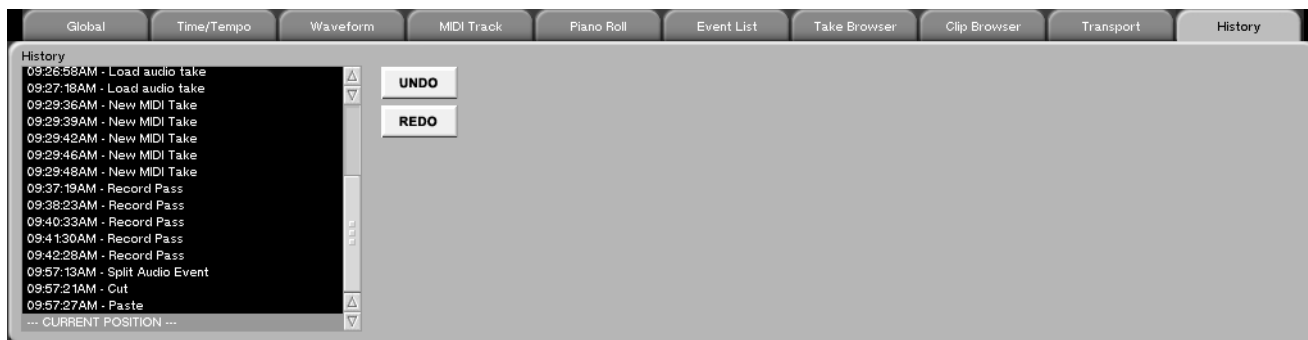 Global Time/Tempo Waveform MIDI Track Piano Roll Event List Take Browser Clip Browser Transport History
History
09:26:58AM - Load audio take
09:27:18AM - Load audio take
09:29:36AM - New MIDI Take
09:29:39AM - New MIDI Take
09:29:42AM - New MIDI Take
09:29:46AM - New MIDI Take
09:29:48AM - New MIDI Take
09:37:19AM - Record Pass
09:38:23AM - Record Pass
09:40:33AM - Record Pass
09:41:30AM - Record Pass
09:42:28AM - Record Pass
09:57:13AM - Split Audio Event
09:57:21AM - Cut
09:57:27AM - Paste
--- CURRENT POSITION ---
UNDO
REDO